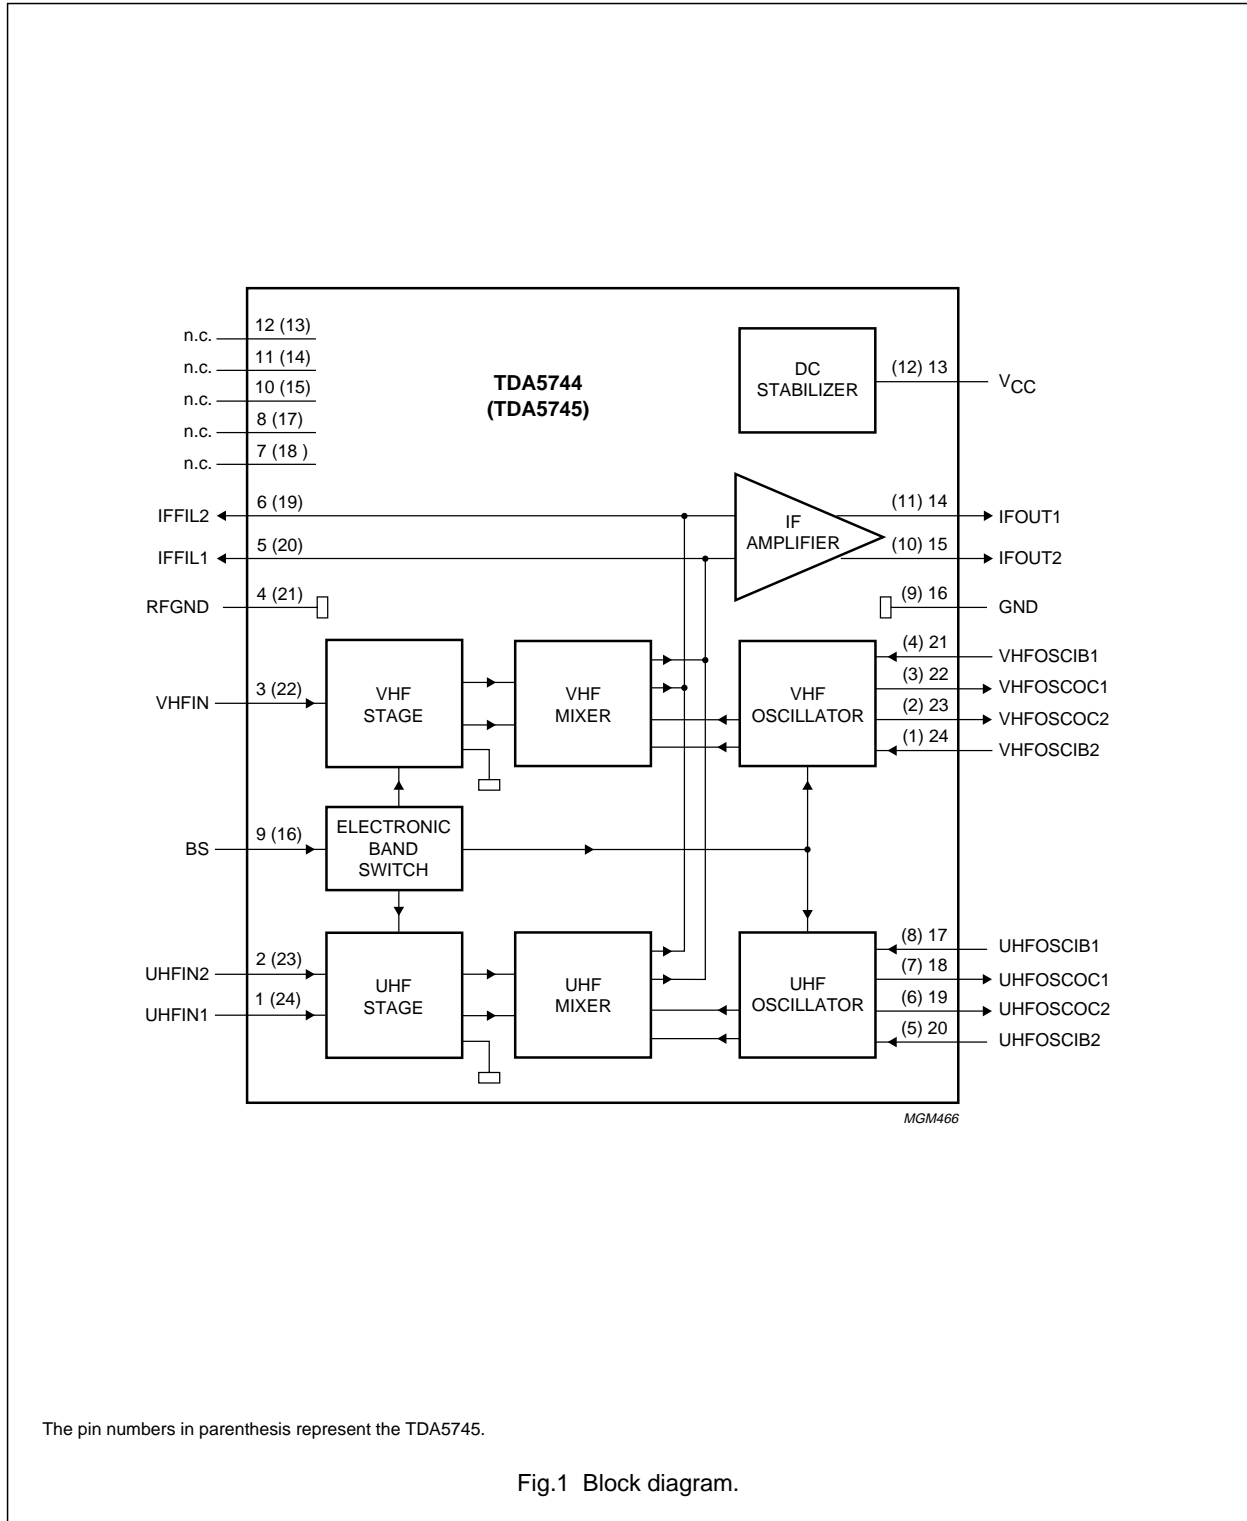 TDA5744
(TDA5745)
n.c. 12 (13)
n.c. 11 (14)
n.c. 10 (15)
n.c. 8 (17)
n.c. 7 (18 )
IFFIL2 6 (19)
IFFIL1 5 (20)
RFGND 4 (21)
VHFIN 3 (22)
BS 9 (16)
UHFIN2 2 (23)
UHFIN1 1 (24)
DC
STABILIZER
IF
AMPLIFIER
VHF
STAGE
VHF
MIXER
VHF
OSCILLATOR
ELECTRONIC
BAND
SWITCH
UHF
STAGE
UHF
MIXER
UHF
OSCILLATOR
(12) 13 VCC
(11) 14 IFOUT1
(10) 15 IFOUT2
(9) 16 GND
(4) 21 VHFOSCIB1
(3) 22 VHFOSCOC1
(2) 23 VHFOSCOC2
(1) 24 VHFOSCIB2
(8) 17 UHFOSCIB1
(7) 18 UHFOSCOC1
(6) 19 UHFOSCOC2
(5) 20 UHFOSCIB2
MGM466
The pin numbers in parenthesis represent the TDA5745.
Fig.1 Block diagram.